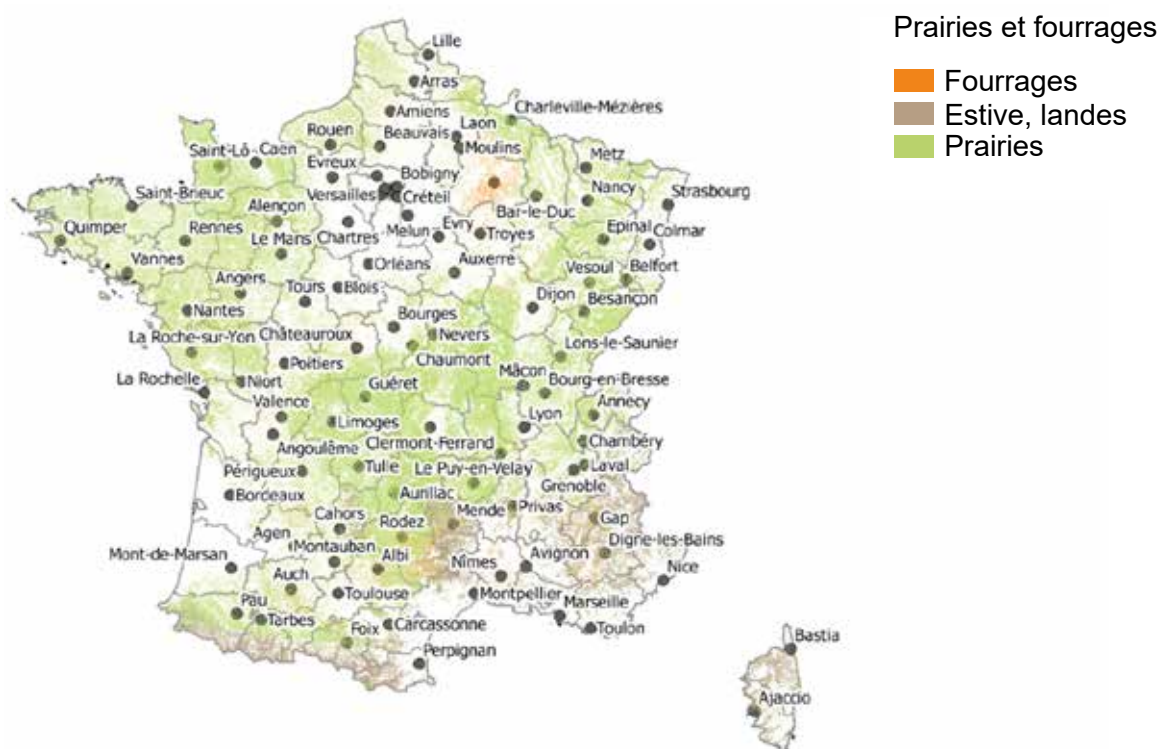 Prairies et fourrages
Fourrages
Estive, landes
Prairies
Lille
Arras
Charleville-Mézières
Amiens
Laon
Rouen
Beauvais
Moulins
Saint-Lô
Caen
Metz
Evreux
Bobigny
Nancy
Strasbourg
Saint-Brieuc
Versailles
Créteil
Bar-le-Duc
Alençon
Evry
Epinal
Quimper
Rennes
Chartres
Melun
Troyes
Colmar
Le Mans
Vannes
Orléans
Auxerre
Vesoul
Belfort
Angers
Tours
Blois
Dijon
Besançon
Nantes
Bourges
La Roche-sur-Yon
Châteauroux
Nevers
Lons-le-Saunier
Poitiers
Chaumont
Mâcon
La Rochelle
Niort
Guéret
Bourg-en-Bresse
Valence
Annecy
Limoges
Lyon
Angoulême
Clermont-Ferrand
Chambéry
Périgueux
Tulle
Le Puy-en-Velay
Laval
Grenoble
Bordeaux
Aurillac
Privas
Cahors
Mende
Gap
Agen
Rodez
Digne-les-Bains
Mont-de-Marsan
Montauban
Albi
Nîmes
Avignon
Nice
Auch
Pau
Toulouse
Montpellier
Marseille
Tarbes
Foix
Carcassonne
Toulon
Bastia
Perpignan
Ajaccio